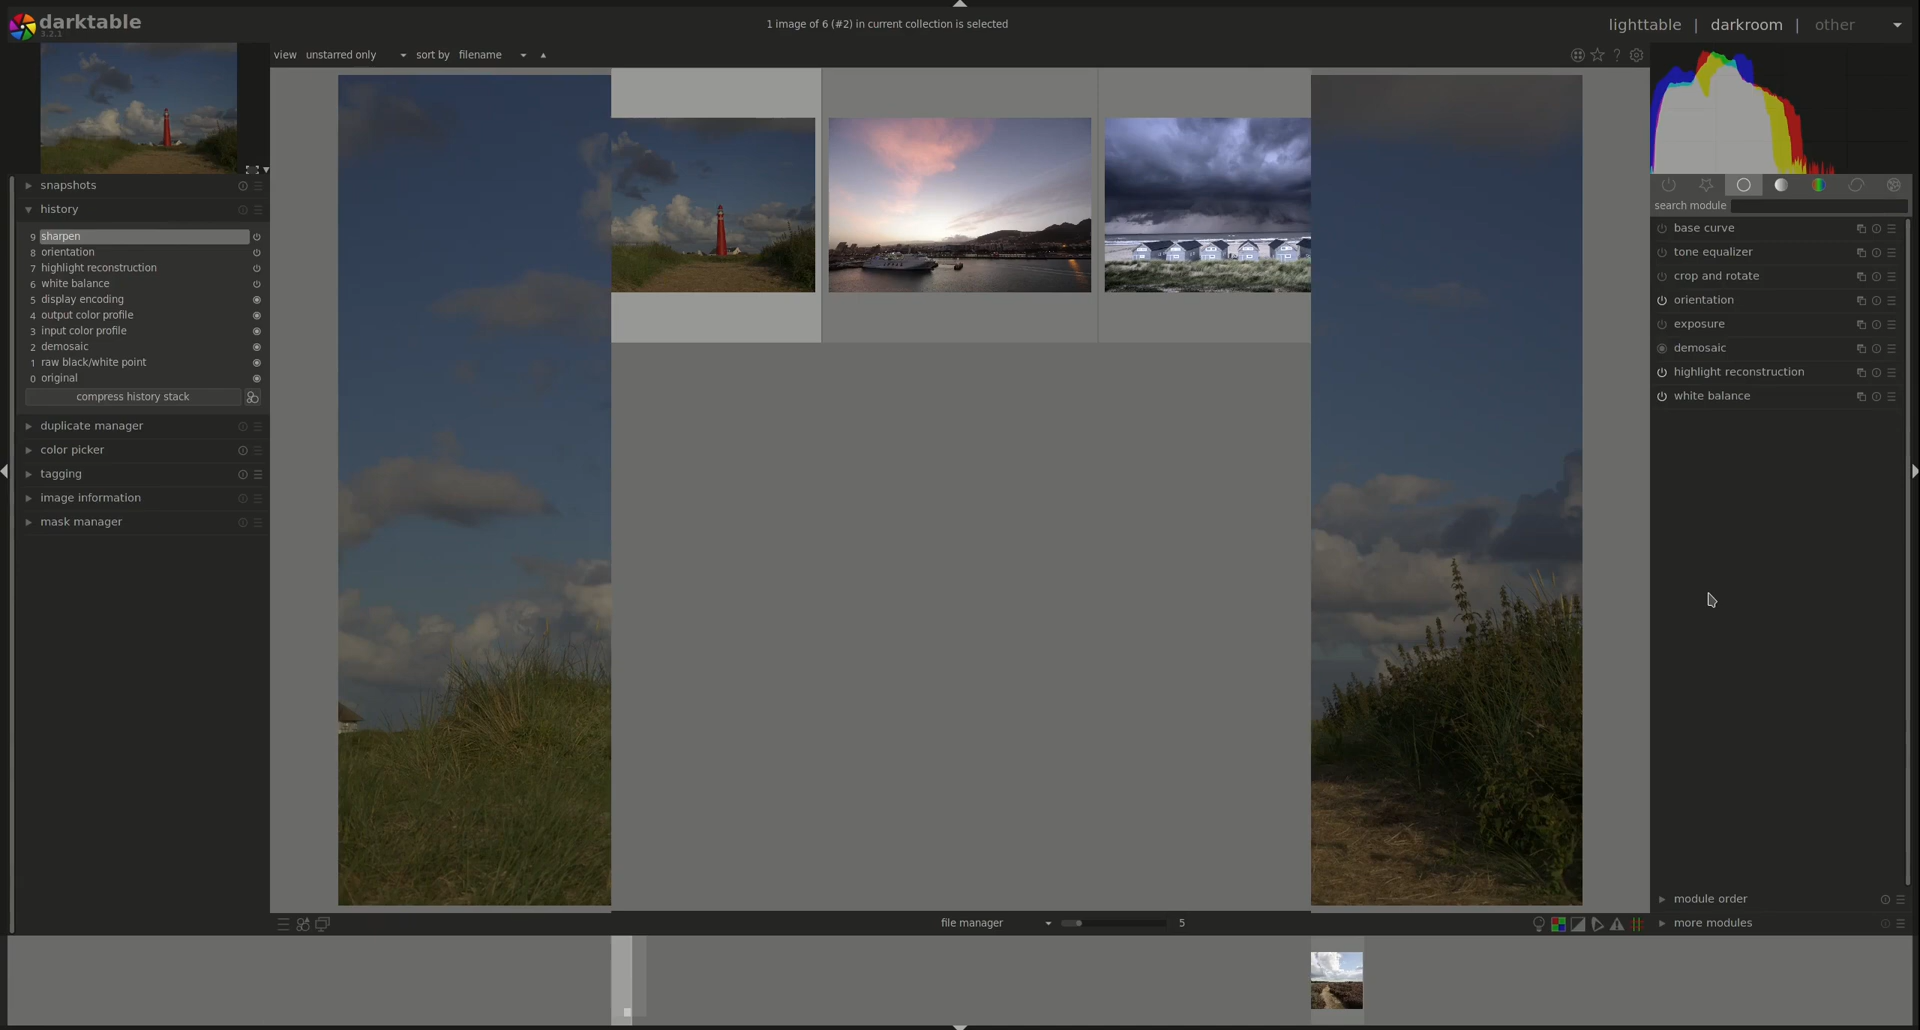 darktable
3.2.1
1 image of 6 (#2) in current collection is selected
lighttable | darkroom | other
view unstarred only sort by filename
snapshots
history
9 sharpen
8 orientation
7 highlight reconstruction
6 white balance
5 display encoding
4 output color profile
3 input color profile
2 demosaic
1 raw black/white point
0 original
compress history stack
duplicate manager
color picker
tagging
image information
mask manager
search module
base curve
tone equalizer
crop and rotate
orientation
exposure
demosaic
highlight reconstruction
white balance
module order
more modules
file manager 5